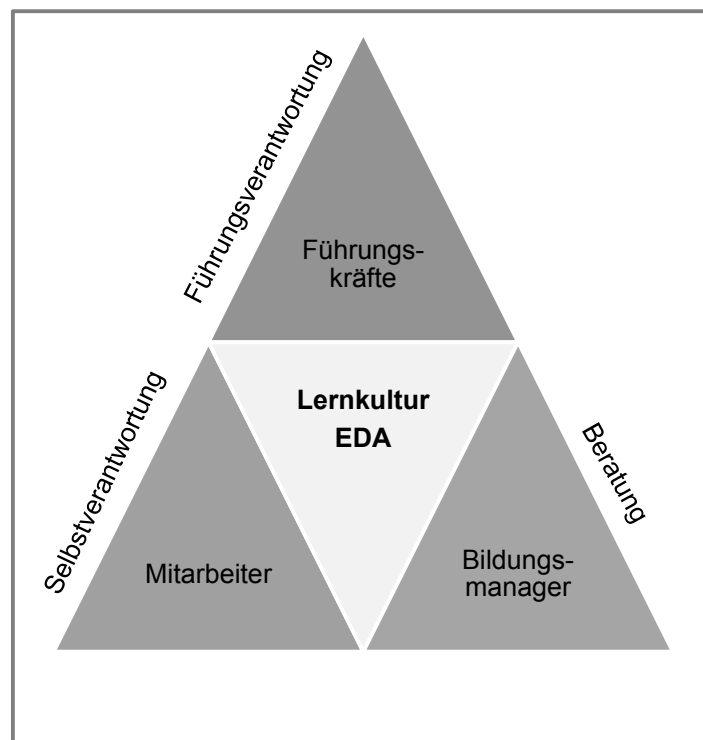 Führungsverantwortung
Führungs-
kräfte
Lernkultur
EDA
Selbstverantwortung
Mitarbeiter
Beratung
Bildungs-
manager